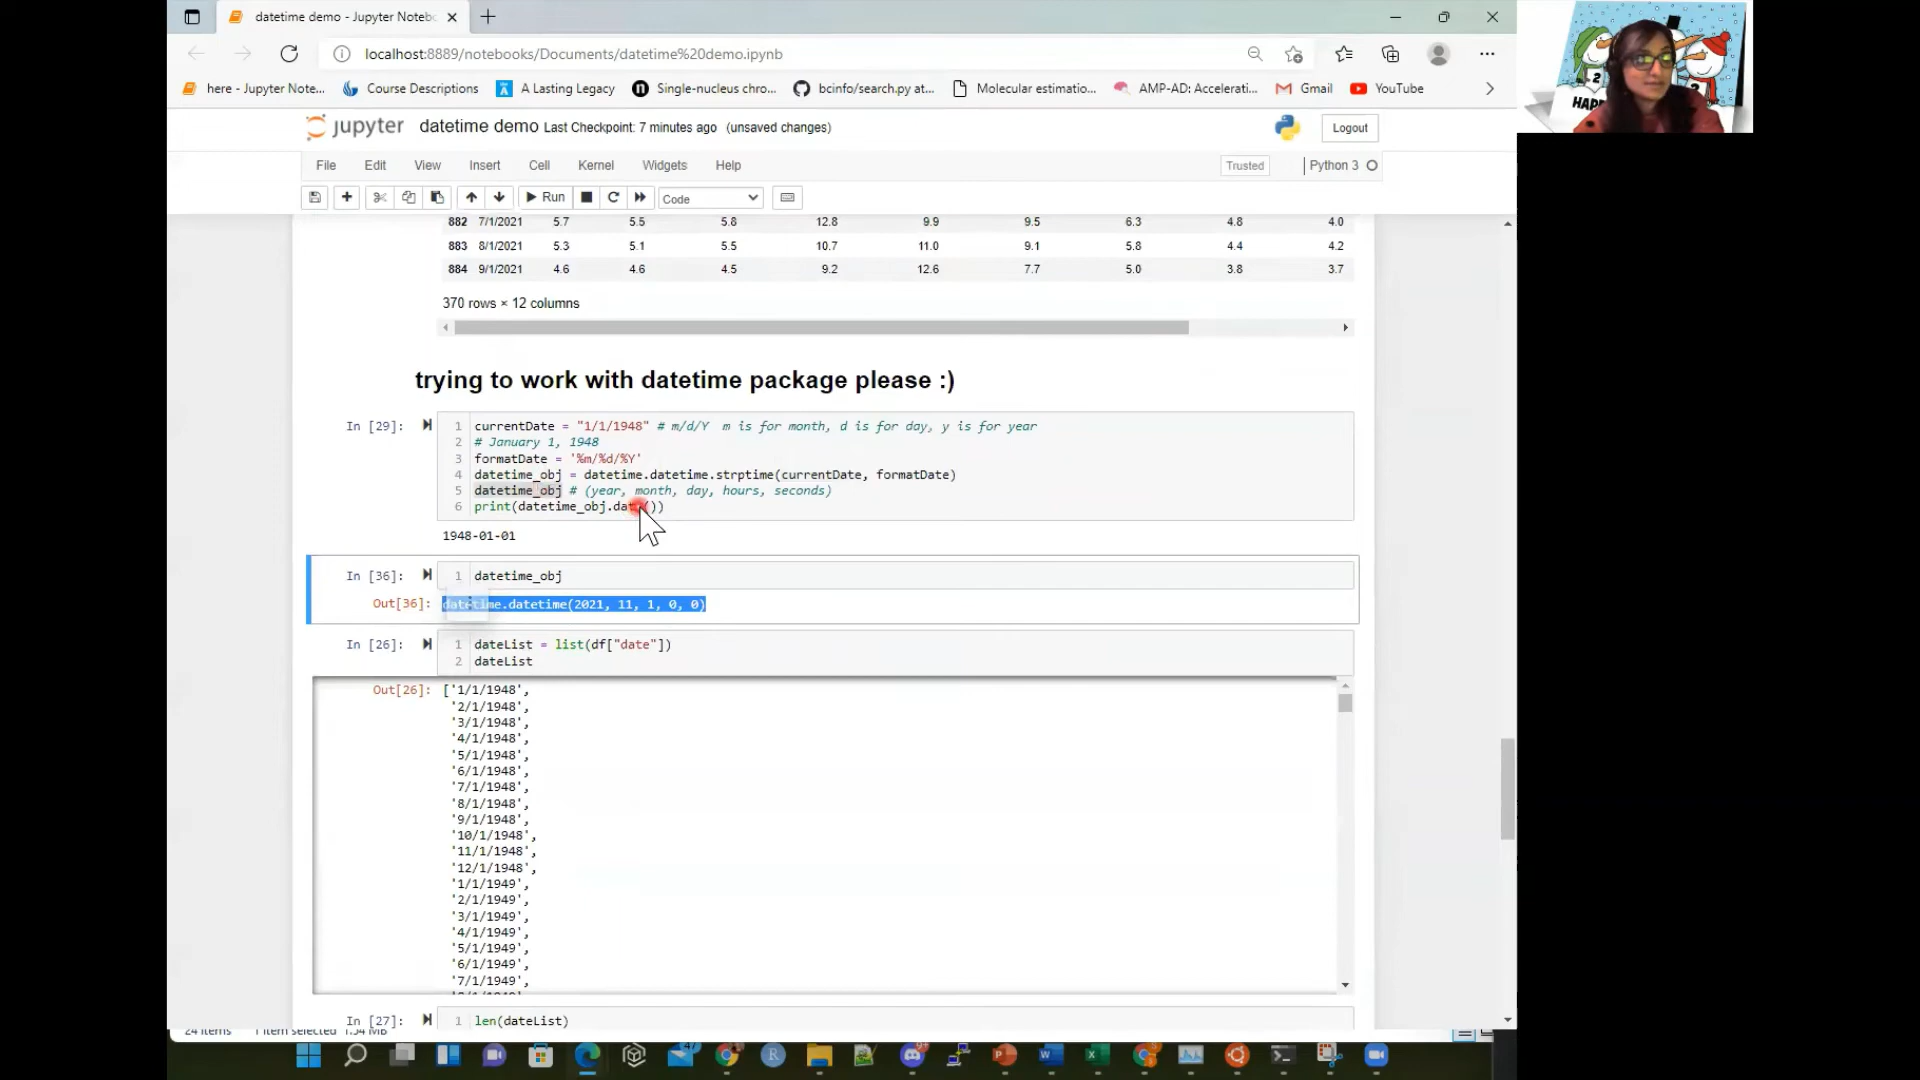 datetime demo - Jupyter Notebo
localhost:8889/notebooks/Documents/datetime%20demo.ipynb
here - Jupyter Note...
Course Descriptions
A Lasting Legacy
Single-nucleus chro...
bcinfo/search.py at...
Molecular estimatio...
AMP-AD: Accelerati...
Gmail
YouTube
jupyter datetime demo Last Checkpoint: 7 minutes ago (unsaved changes)
Logout
File Edit View Insert Cell Kernel Widgets Help
Trusted
Python 3
Run
Code
882 7/1/2021 5.7 5.5 5.8 12.8 9.9 9.5 6.3 4.8 4.0
883 8/1/2021 5.3 5.1 5.5 10.7 11.0 9.1 5.8 4.4 4.2
884 9/1/2021 4.6 4.6 4.5 9.2 12.6 7.7 5.0 3.8 3.7
370 rows × 12 columns
trying to work with datetime package please :)
In [29]:
1 currentDate = "1/1/1948" # m/d/Y  m is for month, d is for day, y is for year
2 # January 1, 1948
3 formatDate = '%m/%d/%Y'
4 datetime_obj = datetime.datetime.strptime(currentDate, formatDate)
5 datetime_obj # (year, month, day, hours, seconds)
6 print(datetime_obj.date())
1948-01-01
In [36]:
1 datetime_obj
Out[36]: datetime.datetime(2021, 11, 1, 0, 0)
In [26]:
1 dateList = list(df["date"])
2 dateList
Out[26]: ['1/1/1948',
'2/1/1948',
'3/1/1948',
'4/1/1948',
'5/1/1948',
'6/1/1948',
'7/1/1948',
'8/1/1948',
'9/1/1948',
'10/1/1948',
'11/1/1948',
'12/1/1948',
'1/1/1949',
'2/1/1949',
'3/1/1949',
'4/1/1949',
'5/1/1949',
'6/1/1949',
'7/1/1949',
In [27]:
1 len(dateList)
24 items 1 item selected 1.54 MB